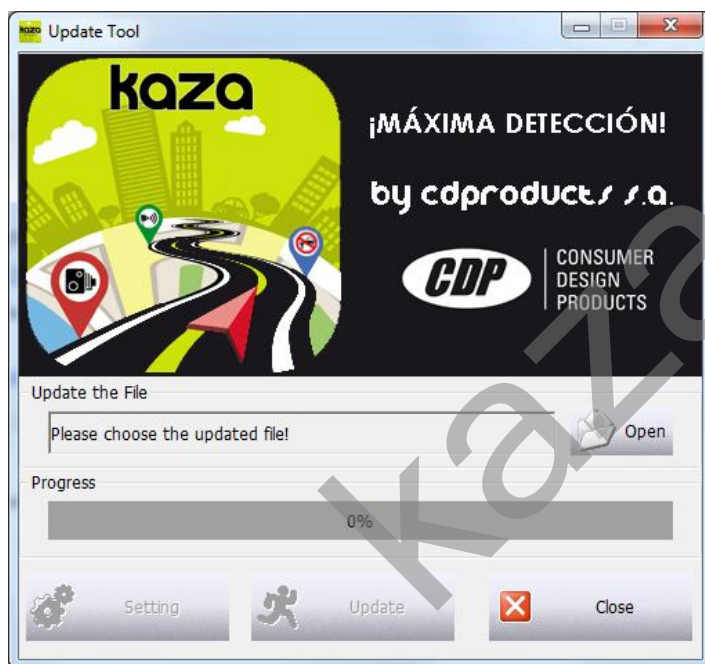 kaza Update Tool
kaza
¡MÁXIMA DETECCIÓN!
by cdproducts s.a.
CDP
CONSUMER
DESIGN
PRODUCTS
Update the File
Please choose the updated file!
Open
Progress
0%
Setting
Update
Close
kaza